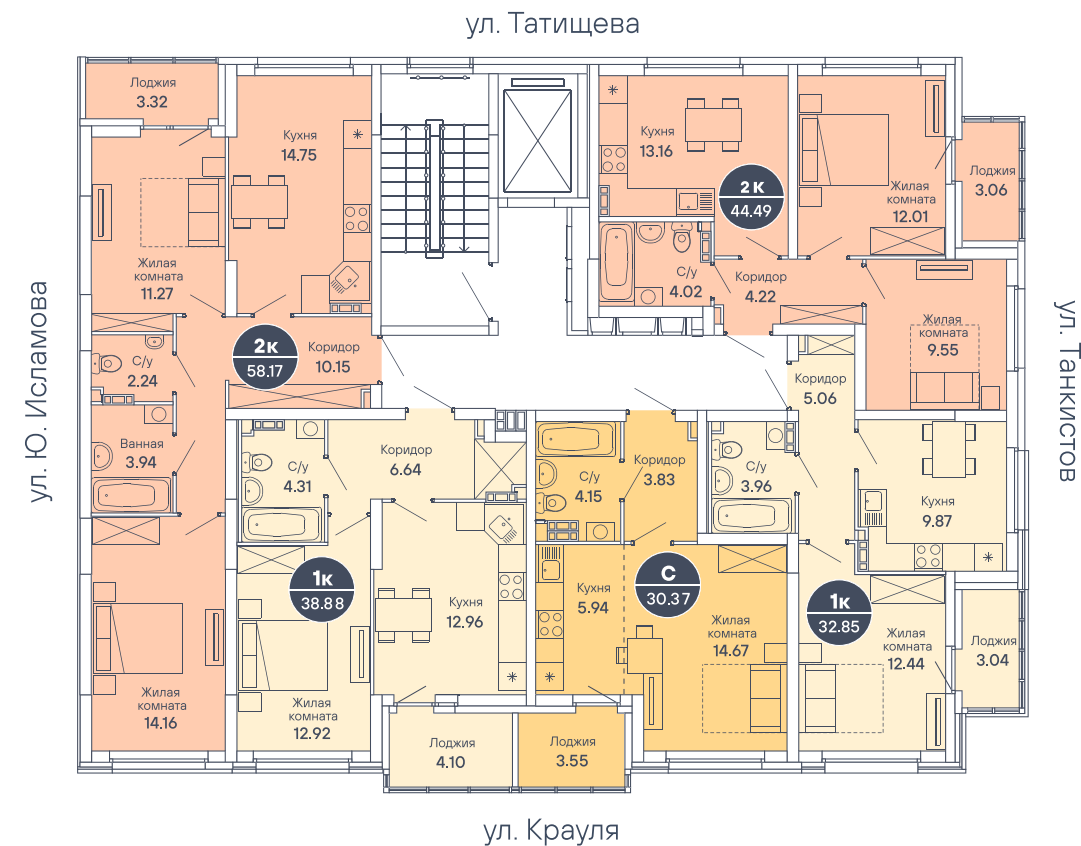 ул. Татищева
Лоджия
3.32
Кухня
14.75
Жилая
комната
11.27
С/у
2.24
2к
58.17
Коридор
10.15
Ванная
3.94
Жилая
комната
14.16
Кухня
13.16
2 К
44.49
Жилая
комната
12.01
Лоджия
3.06
С/у
4.02
Коридор
4.22
Жилая
комната
9.55
ул. Ю. Исламова
ул. Танкистов
С/у
4.31
Коридор
6.64
1к
38.88
Кухня
12.96
Жилая
комната
12.92
Лоджия
4.10
С/у
4.15
Коридор
3.83
Кухня
5.94
С
30.37
Жилая
комната
14.67
Лоджия
3.55
Коридор
5.06
С/у
3.96
Кухня
9.87
1к
32.85
Жилая
комната
12.44
Лоджия
3.04
ул. Крауля